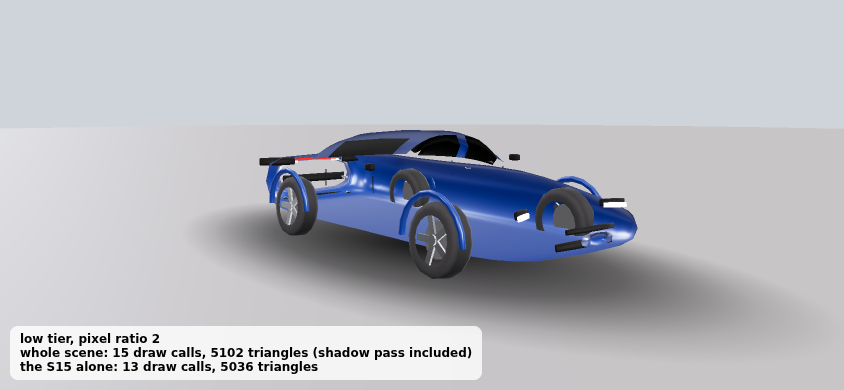 low tier, pixel ratio 2
whole scene: 15 draw calls, 5102 triangles (shadow pass included)
the S15 alone: 13 draw calls, 5036 triangles